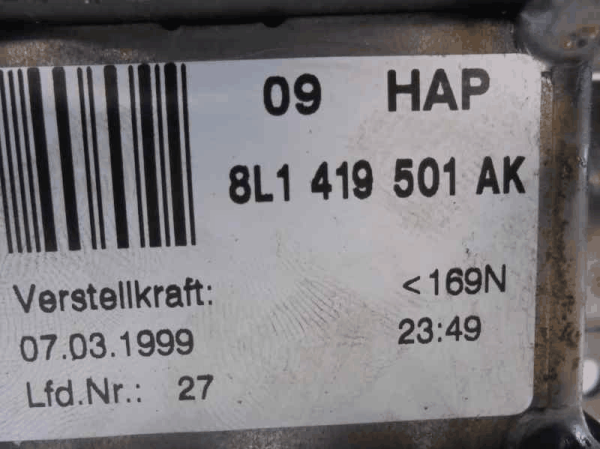 09 HAP
8L1 419 501 AK
Verstellkraft: <169N
07.03.1999 23:49
Lfd.Nr.: 27